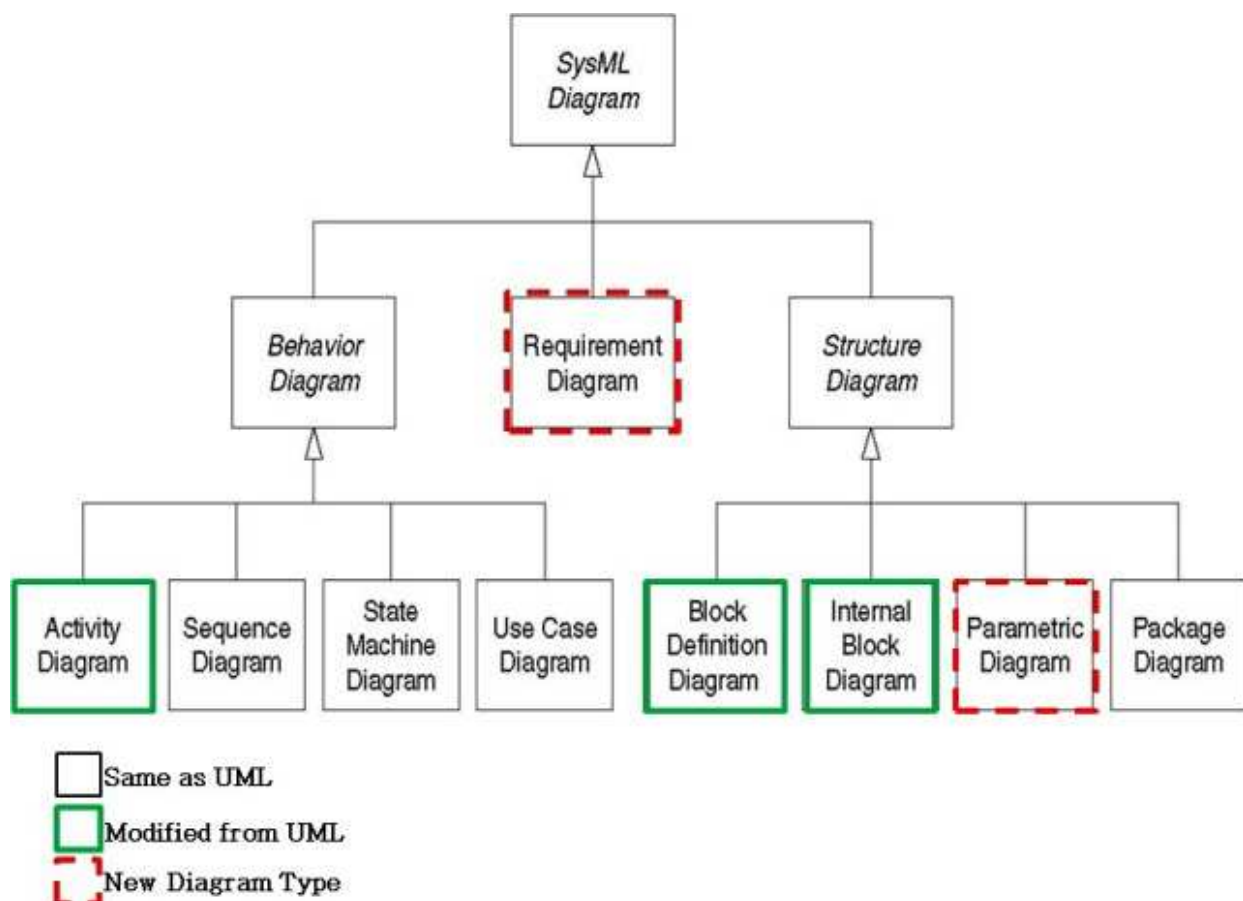 SysML
Diagram
Behavior
Diagram
Requirement
Diagram
Structure
Diagram
Activity
Diagram
Sequence
Diagram
State
Machine
Diagram
Use Case
Diagram
Block
Definition
Diagram
Internal
Block
Diagram
Parametric
Diagram
Package
Diagram
Same as UML
Modified from UML
New Diagram Type